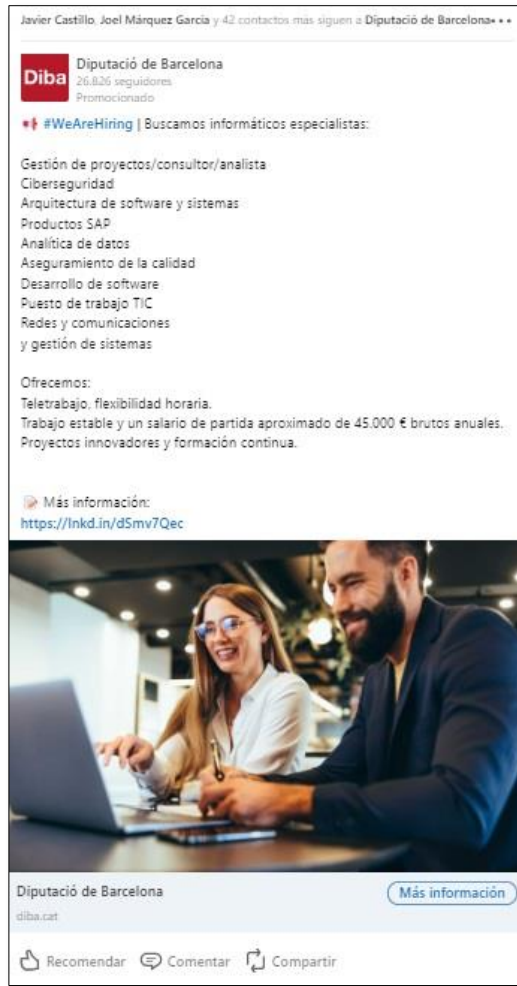 Javier Castillo, Joel Márquez García y 42 contactos más siguen a Diputació de Barcelona•••
Diba
Diputació de Barcelona
26.826 seguidores
Promocionado
#WeAreHiring | Buscamos informáticos especialistas:
Gestión de proyectos/consultor/analista
Ciberseguridad
Arquitectura de software y sistemas
Productos SAP
Analítica de datos
Aseguramiento de la calidad
Desarrollo de software
Puesto de trabajo TIC
Redes y comunicaciones
y gestión de sistemas
Ofrecemos:
Teletrabajo, flexibilidad horaria.
Trabajo estable y un salario de partida aproximado de 45.000 € brutos anuales.
Proyectos innovadores y formación continua.
Más información:
https://lnkd.in/dSmv7Qec
Diputació de Barcelona
Más información
diba.cat
Recomendar Comentar Compartir